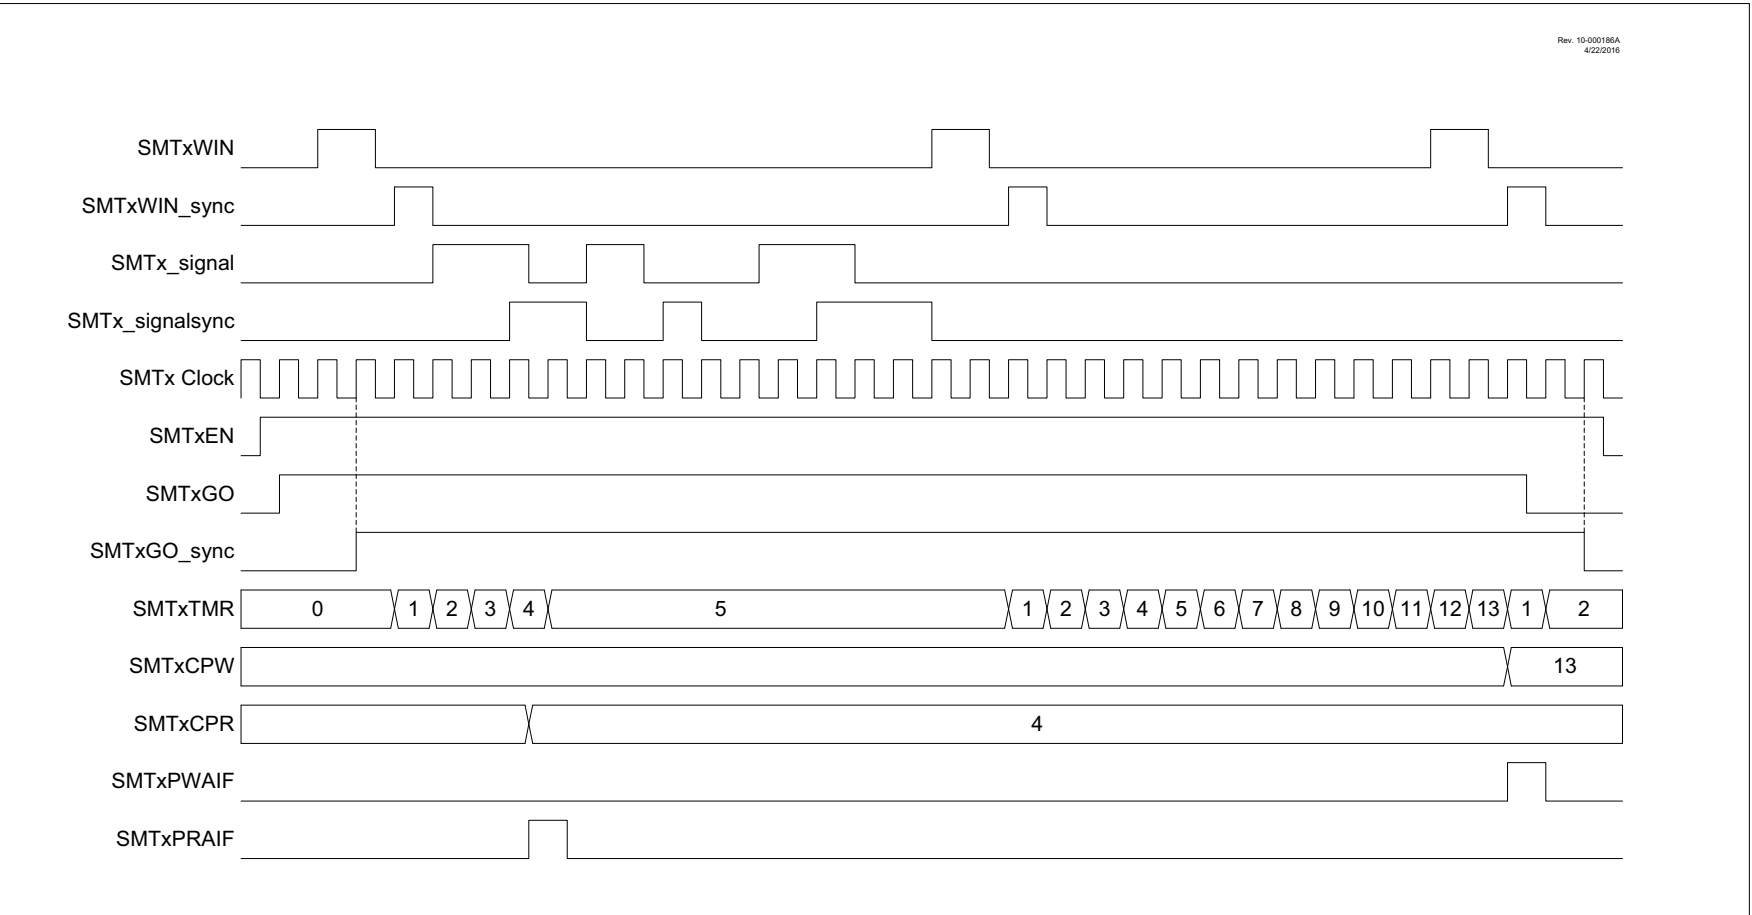 Rev. 10-000186A
4/22/2016
SMTxWIN
SMTxWIN_sync
SMTx_signal
SMTx_signalsync
SMTx Clock
SMTxEN
SMTxGO
SMTxGO_sync
SMTxTMR 0 1 2 3 4 5 1 2 3 4 5 6 7 8 9 10 11 12 13 1 2
SMTxCPW 13
SMTxCPR 4
SMTxPWAIF
SMTxPRAIF